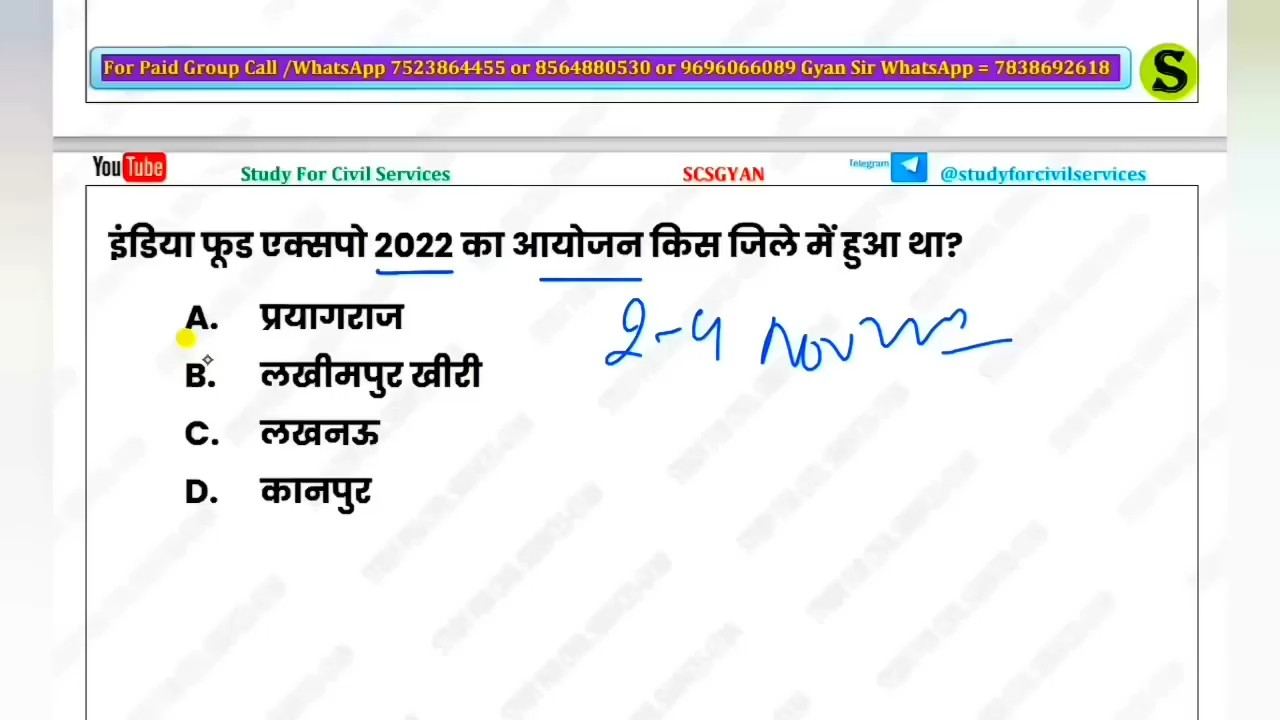 For Paid Group Call /WhatsApp 7523864455 or 8564880530 or 9696066089 Gyan Sir WhatsApp = 7838692618
S
YouTube
Study For Civil Services
SCSGYAN
Telegram
@studyforcivilservices
इंडिया फूड एक्सपो 2022 का आयोजन किस जिले में हुआ था?
A. प्रयागराज
2-4 Nov
B. लखीमपुर खीरी
C. लखनऊ
D. कानपुर